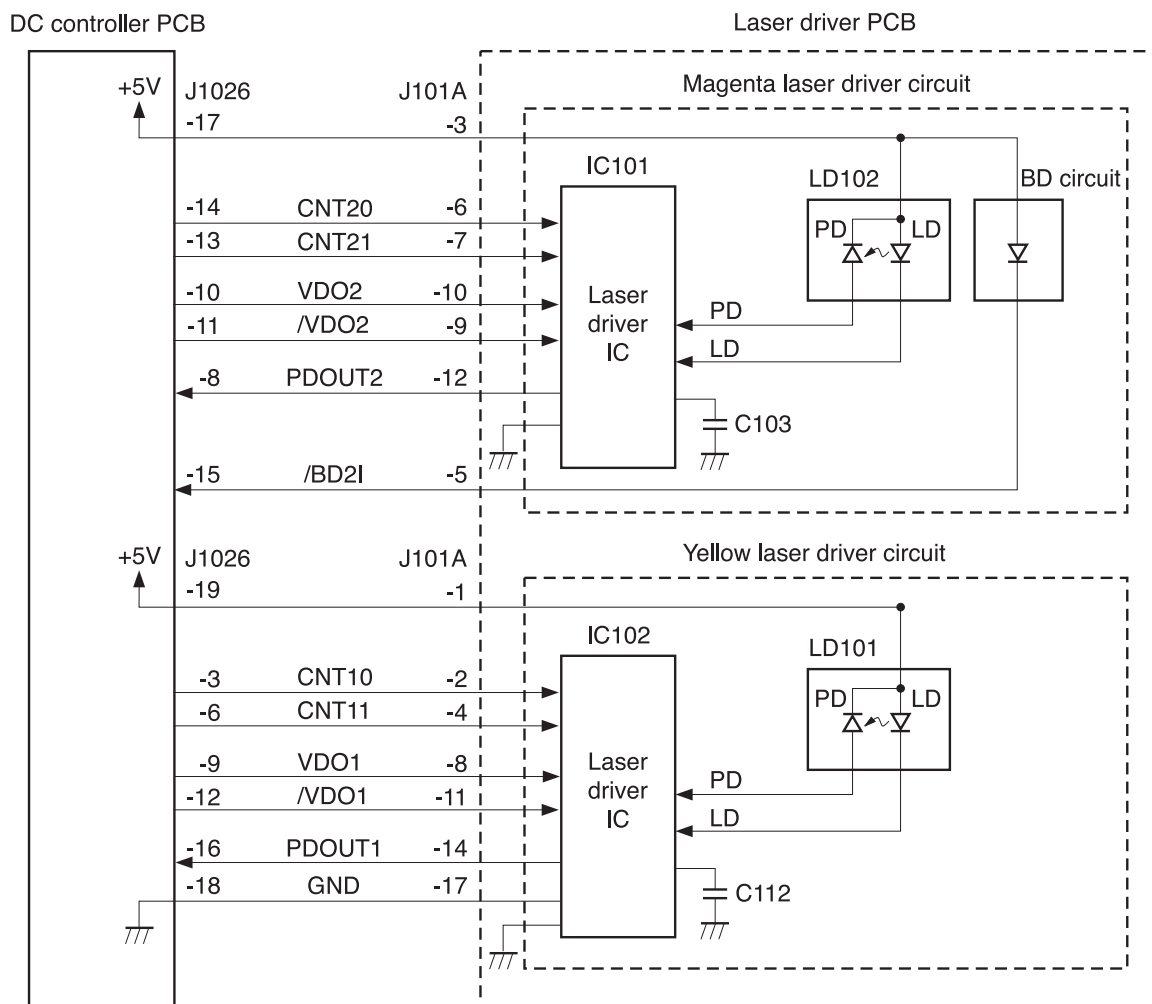 DC controller PCB
Laser driver PCB
Magenta laser driver circuit
+5V J1026 J101A
-17 -3
IC101
LD102 BD circuit
-14 CNT20 -6
-13 CNT21 -7
PD LD
-10 VDO2 -10
-11 /VDO2 -9
Laser
driver
IC
PD
LD
-8 PDOUT2 -12
C103
-15 /BD2I -5
Yellow laser driver circuit
+5V J1026 J101A
-19 -1
IC102
LD101
-3 CNT10 -2
-6 CNT11 -4
PD LD
-9 VDO1 -8
-12 /VDO1 -11
Laser
driver
IC
PD
LD
-16 PDOUT1 -14
-18 GND -17
C112